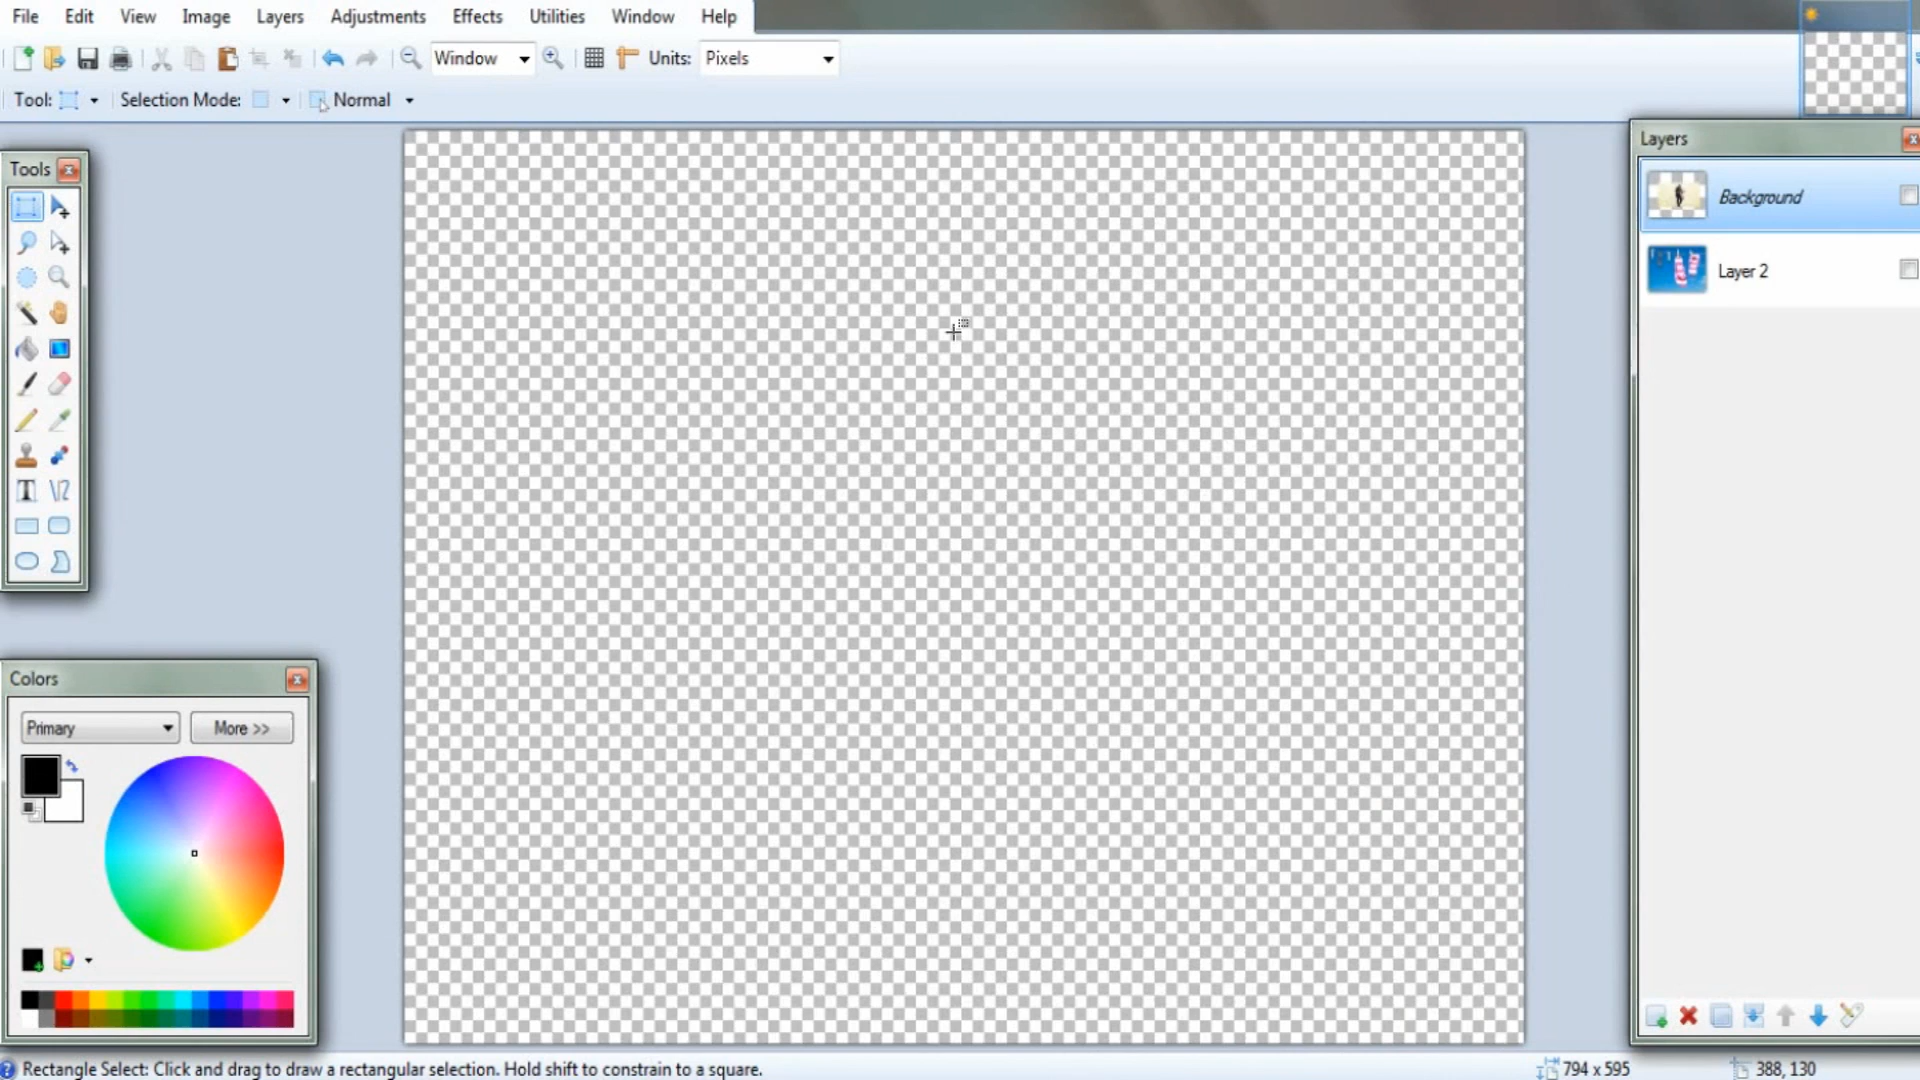 File Edit View Image Layers Adjustments Effects Utilities Window Help
Window Units: Pixels
Tool: Selection Mode: Normal
Tools
Layers
Background
Layer 2
Colors
Primary More >>
Rectangle Select: Click and drag to draw a rectangular selection. Hold shift to constrain to a square. 794 x 595 388, 130